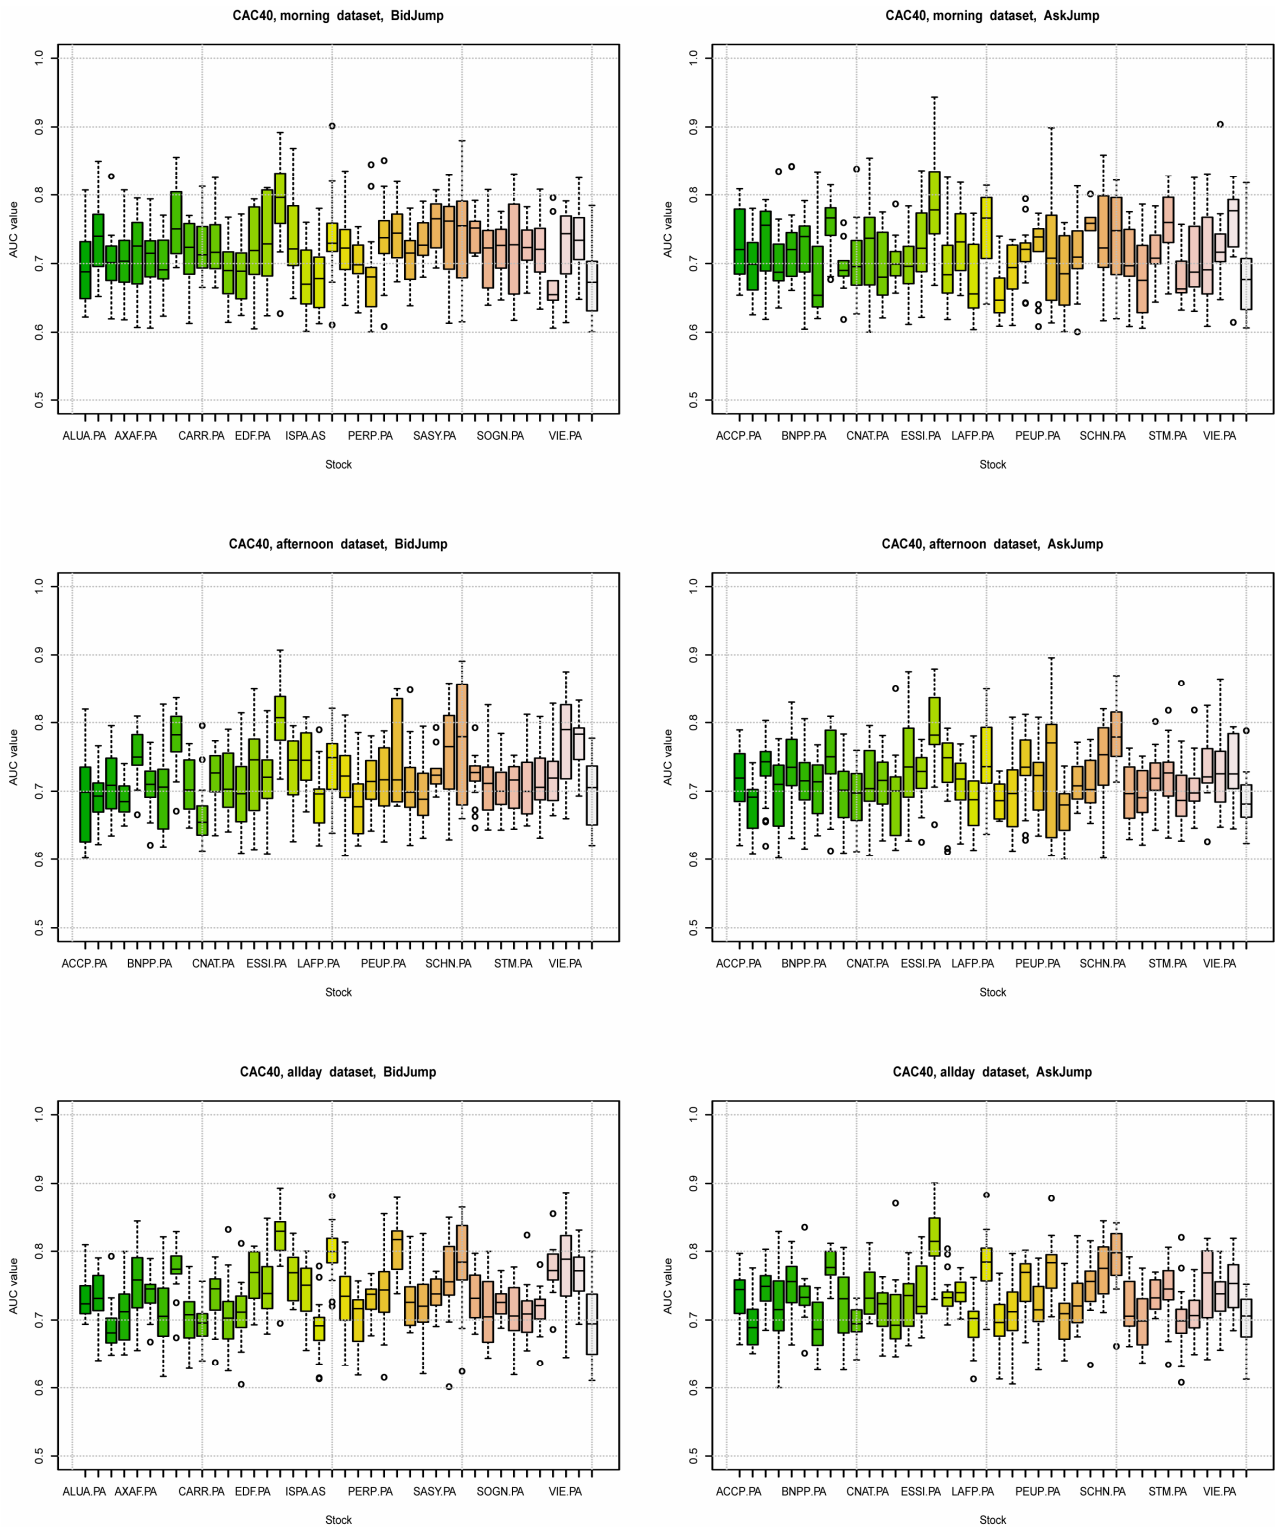 CAC40, morning dataset, BidJump
1.0
0.9
0.8
0.7
0.6
0.5
AUC value
ALUA.PA AXAF.PA CARR.PA EDF.PA ISPA.AS PERP.PA SASY.PA SOGN.PA VIE.PA
Stock
CAC40, morning dataset, AskJump
1.0
0.9
0.8
0.7
0.6
0.5
AUC value
ACCP.PA BNPP.PA CNAT.PA ESSI.PA LAFP.PA PEUP.PA SCHN.PA STM.PA VIE.PA
Stock
CAC40, afternoon dataset, BidJump
1.0
0.9
0.8
0.7
0.6
0.5
AUC value
ACCP.PA BNPP.PA CNAT.PA ESSI.PA LAFP.PA PEUP.PA SCHN.PA STM.PA VIE.PA
Stock
CAC40, afternoon dataset, AskJump
1.0
0.9
0.8
0.7
0.6
0.5
AUC value
ACCP.PA BNPP.PA CNAT.PA ESSI.PA LAFP.PA PEUP.PA SCHN.PA STM.PA VIE.PA
Stock
CAC40, allday dataset, BidJump
1.0
0.9
0.8
0.7
0.6
0.5
AUC value
ALUA.PA AXAF.PA CARR.PA EDF.PA ISPA.AS PERP.PA SASY.PA SOGN.PA VIE.PA
Stock
CAC40, allday dataset, AskJump
1.0
0.9
0.8
0.7
0.6
0.5
AUC value
ACCP.PA BNPP.PA CNAT.PA ESSI.PA LAFP.PA PEUP.PA SCHN.PA STM.PA VIE.PA
Stock